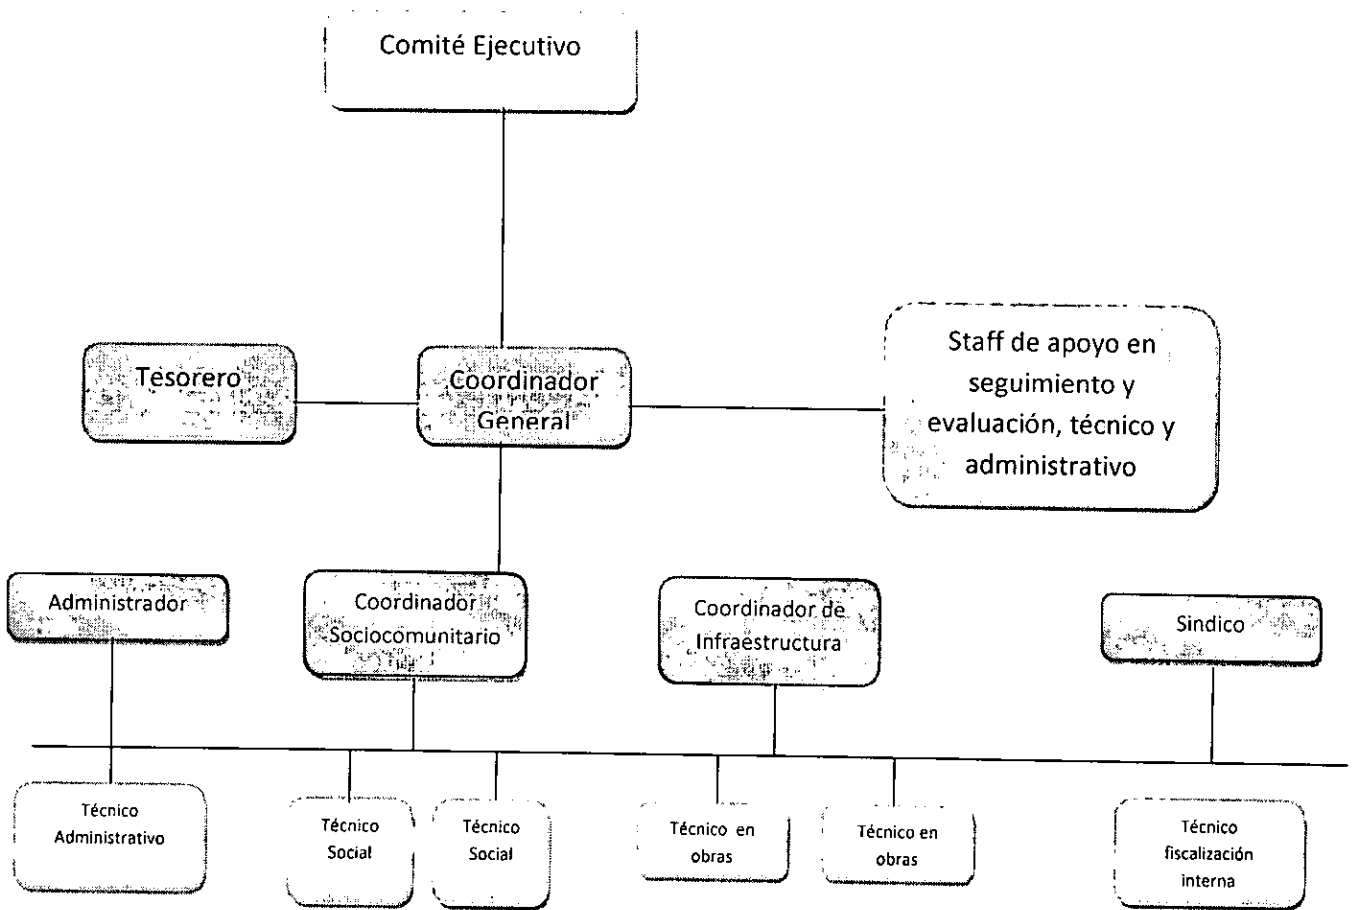 Comité Ejecutivo
Tesorero
Coordinador
General
Staff de apoyo en
seguimiento y
evaluación, técnico y
administrativo
Administrador
Coordinador
Sociocomunitario
Coordinador de
Infraestructura
Sindico
Técnico
Administrativo
Técnico
Social
Técnico
Social
Técnico en
obras
Técnico en
obras
Técnico
fiscalización
interna